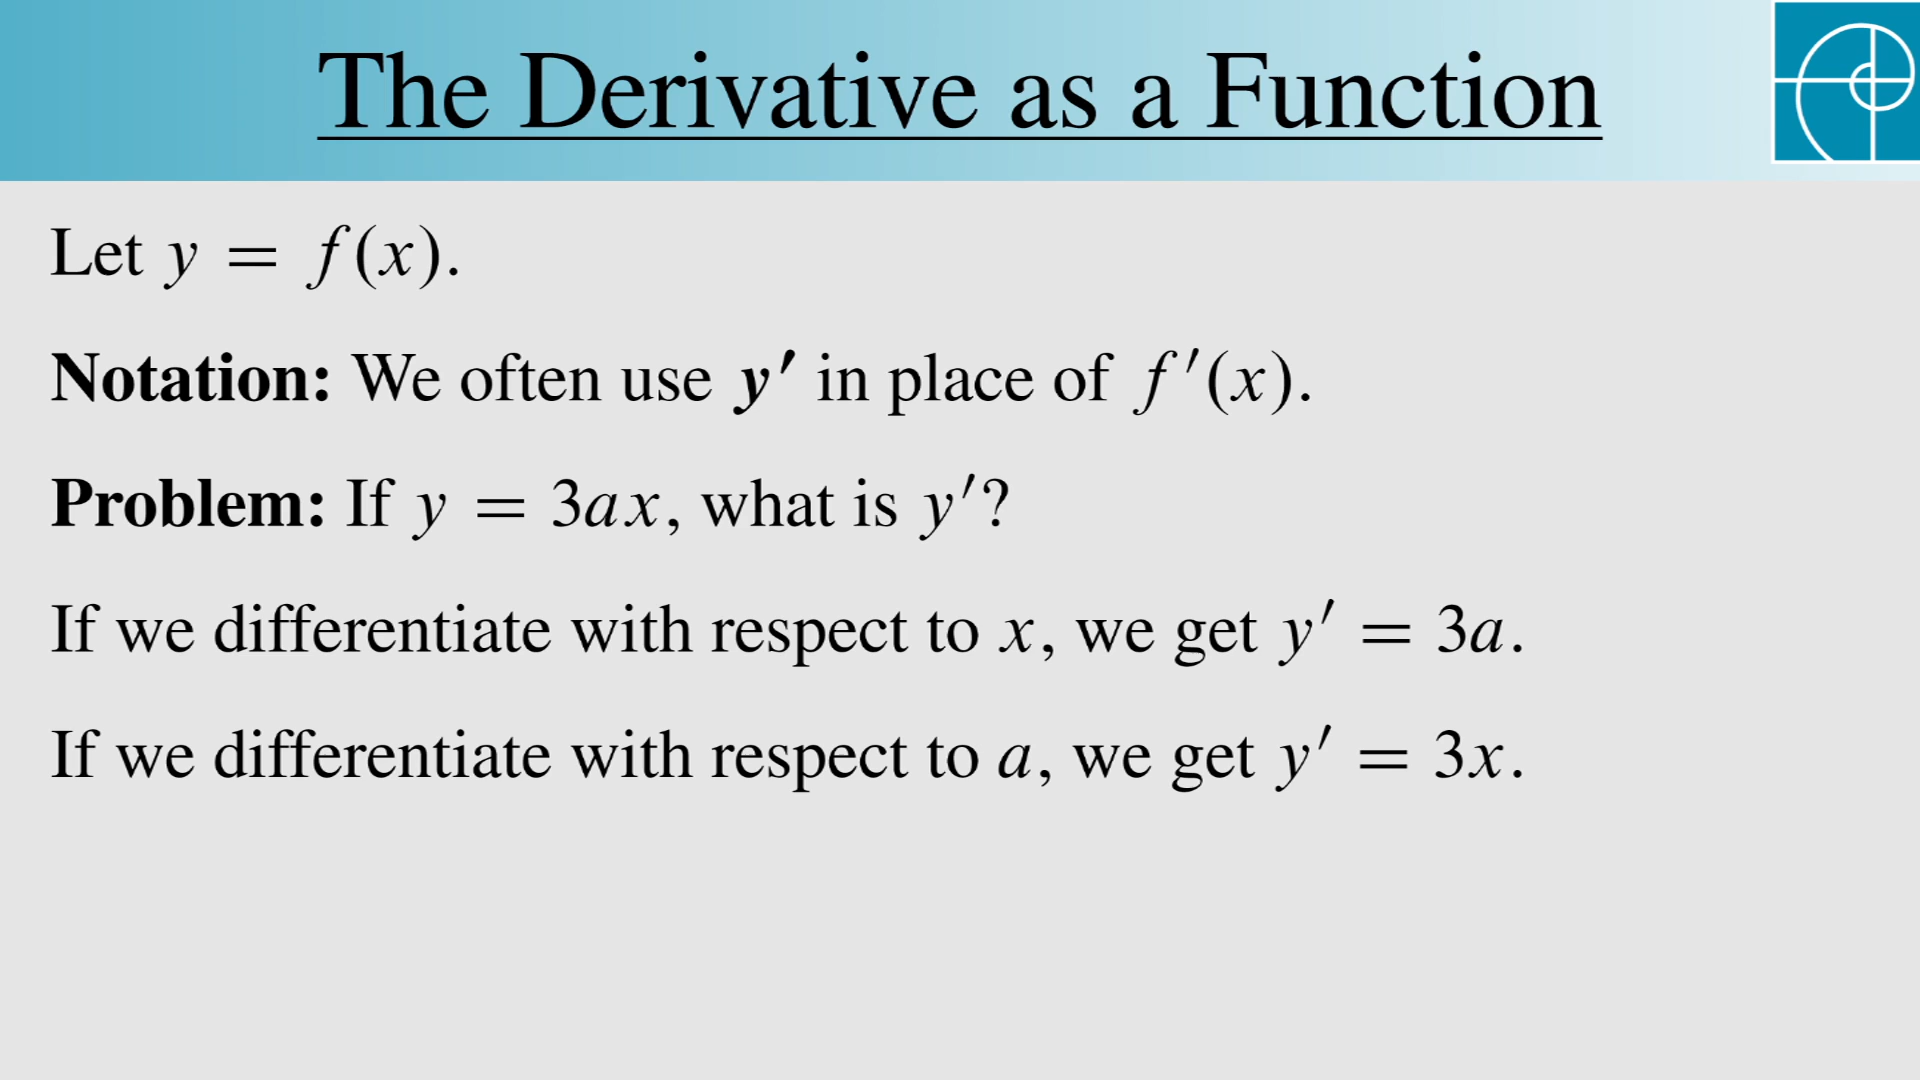 The Derivative as a Function
Let y = f(x).
Notation: We often use y′ in place of f′(x).
Problem: If y = 3ax, what is y′?
If we differentiate with respect to x, we get y′ = 3a.
If we differentiate with respect to a, we get y′ = 3x.